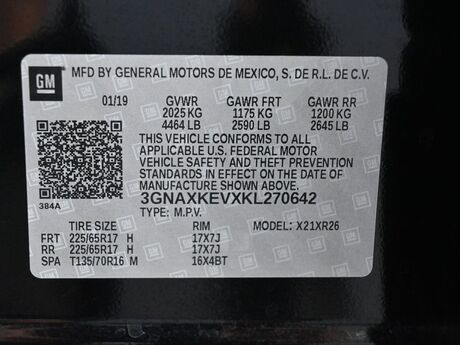 GM MFD BY GENERAL MOTORS DE MEXICO, S. DE R.L. DE C.V.
01/19 GVWR GAWR FRT GAWR RR
2025 KG 1175 KG 1200 KG
4464 LB 2590 LB 2645 LB
THIS VEHICLE CONFORMS TO ALL
APPLICABLE U.S. FEDERAL MOTOR
VEHICLE SAFETY AND THEFT PREVENTION
STANDARDS IN EFFECT ON THE DATE OF
MANUFACTURE SHOWN ABOVE.
384A 3GNAXKEVXKL270642
TYPE: M.P.V. MODEL: X21XR26
TIRE SIZE RIM
FRT 225/65R17 H 17X7J
RR 225/65R17 H 17X7J
SPA T135/70R16 M 16X4BT